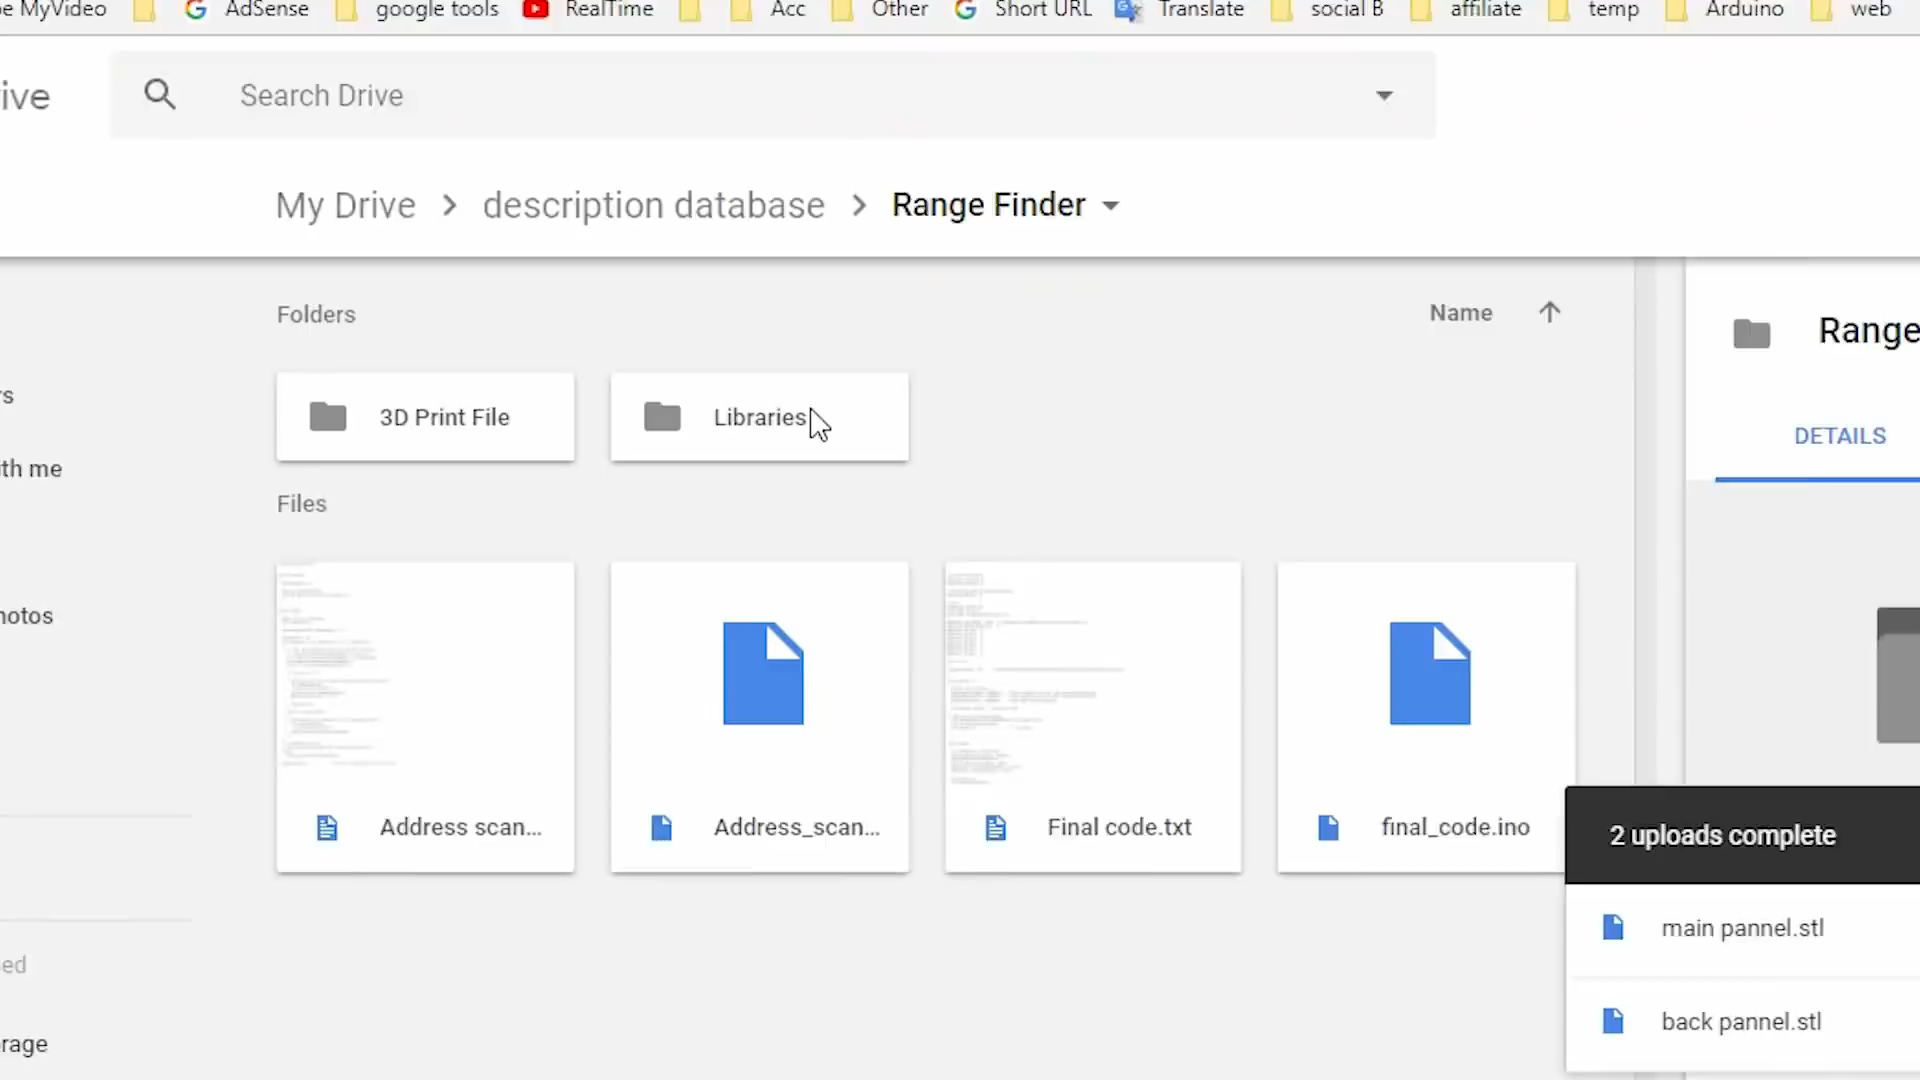 e MyVideo AdSense google tools RealTime Acc Other Short URL Translate social B affiliate temp Arduino web
ive Search Drive
My Drive > description database > Range Finder
Folders Name
3D Print File Libraries
Files
rs
th me
hotos
Address scan... Address_scan... Final code.txt final_code.ino
ed
rage
Range
DETAILS
2 uploads complete
main pannel.stl
back pannel.stl